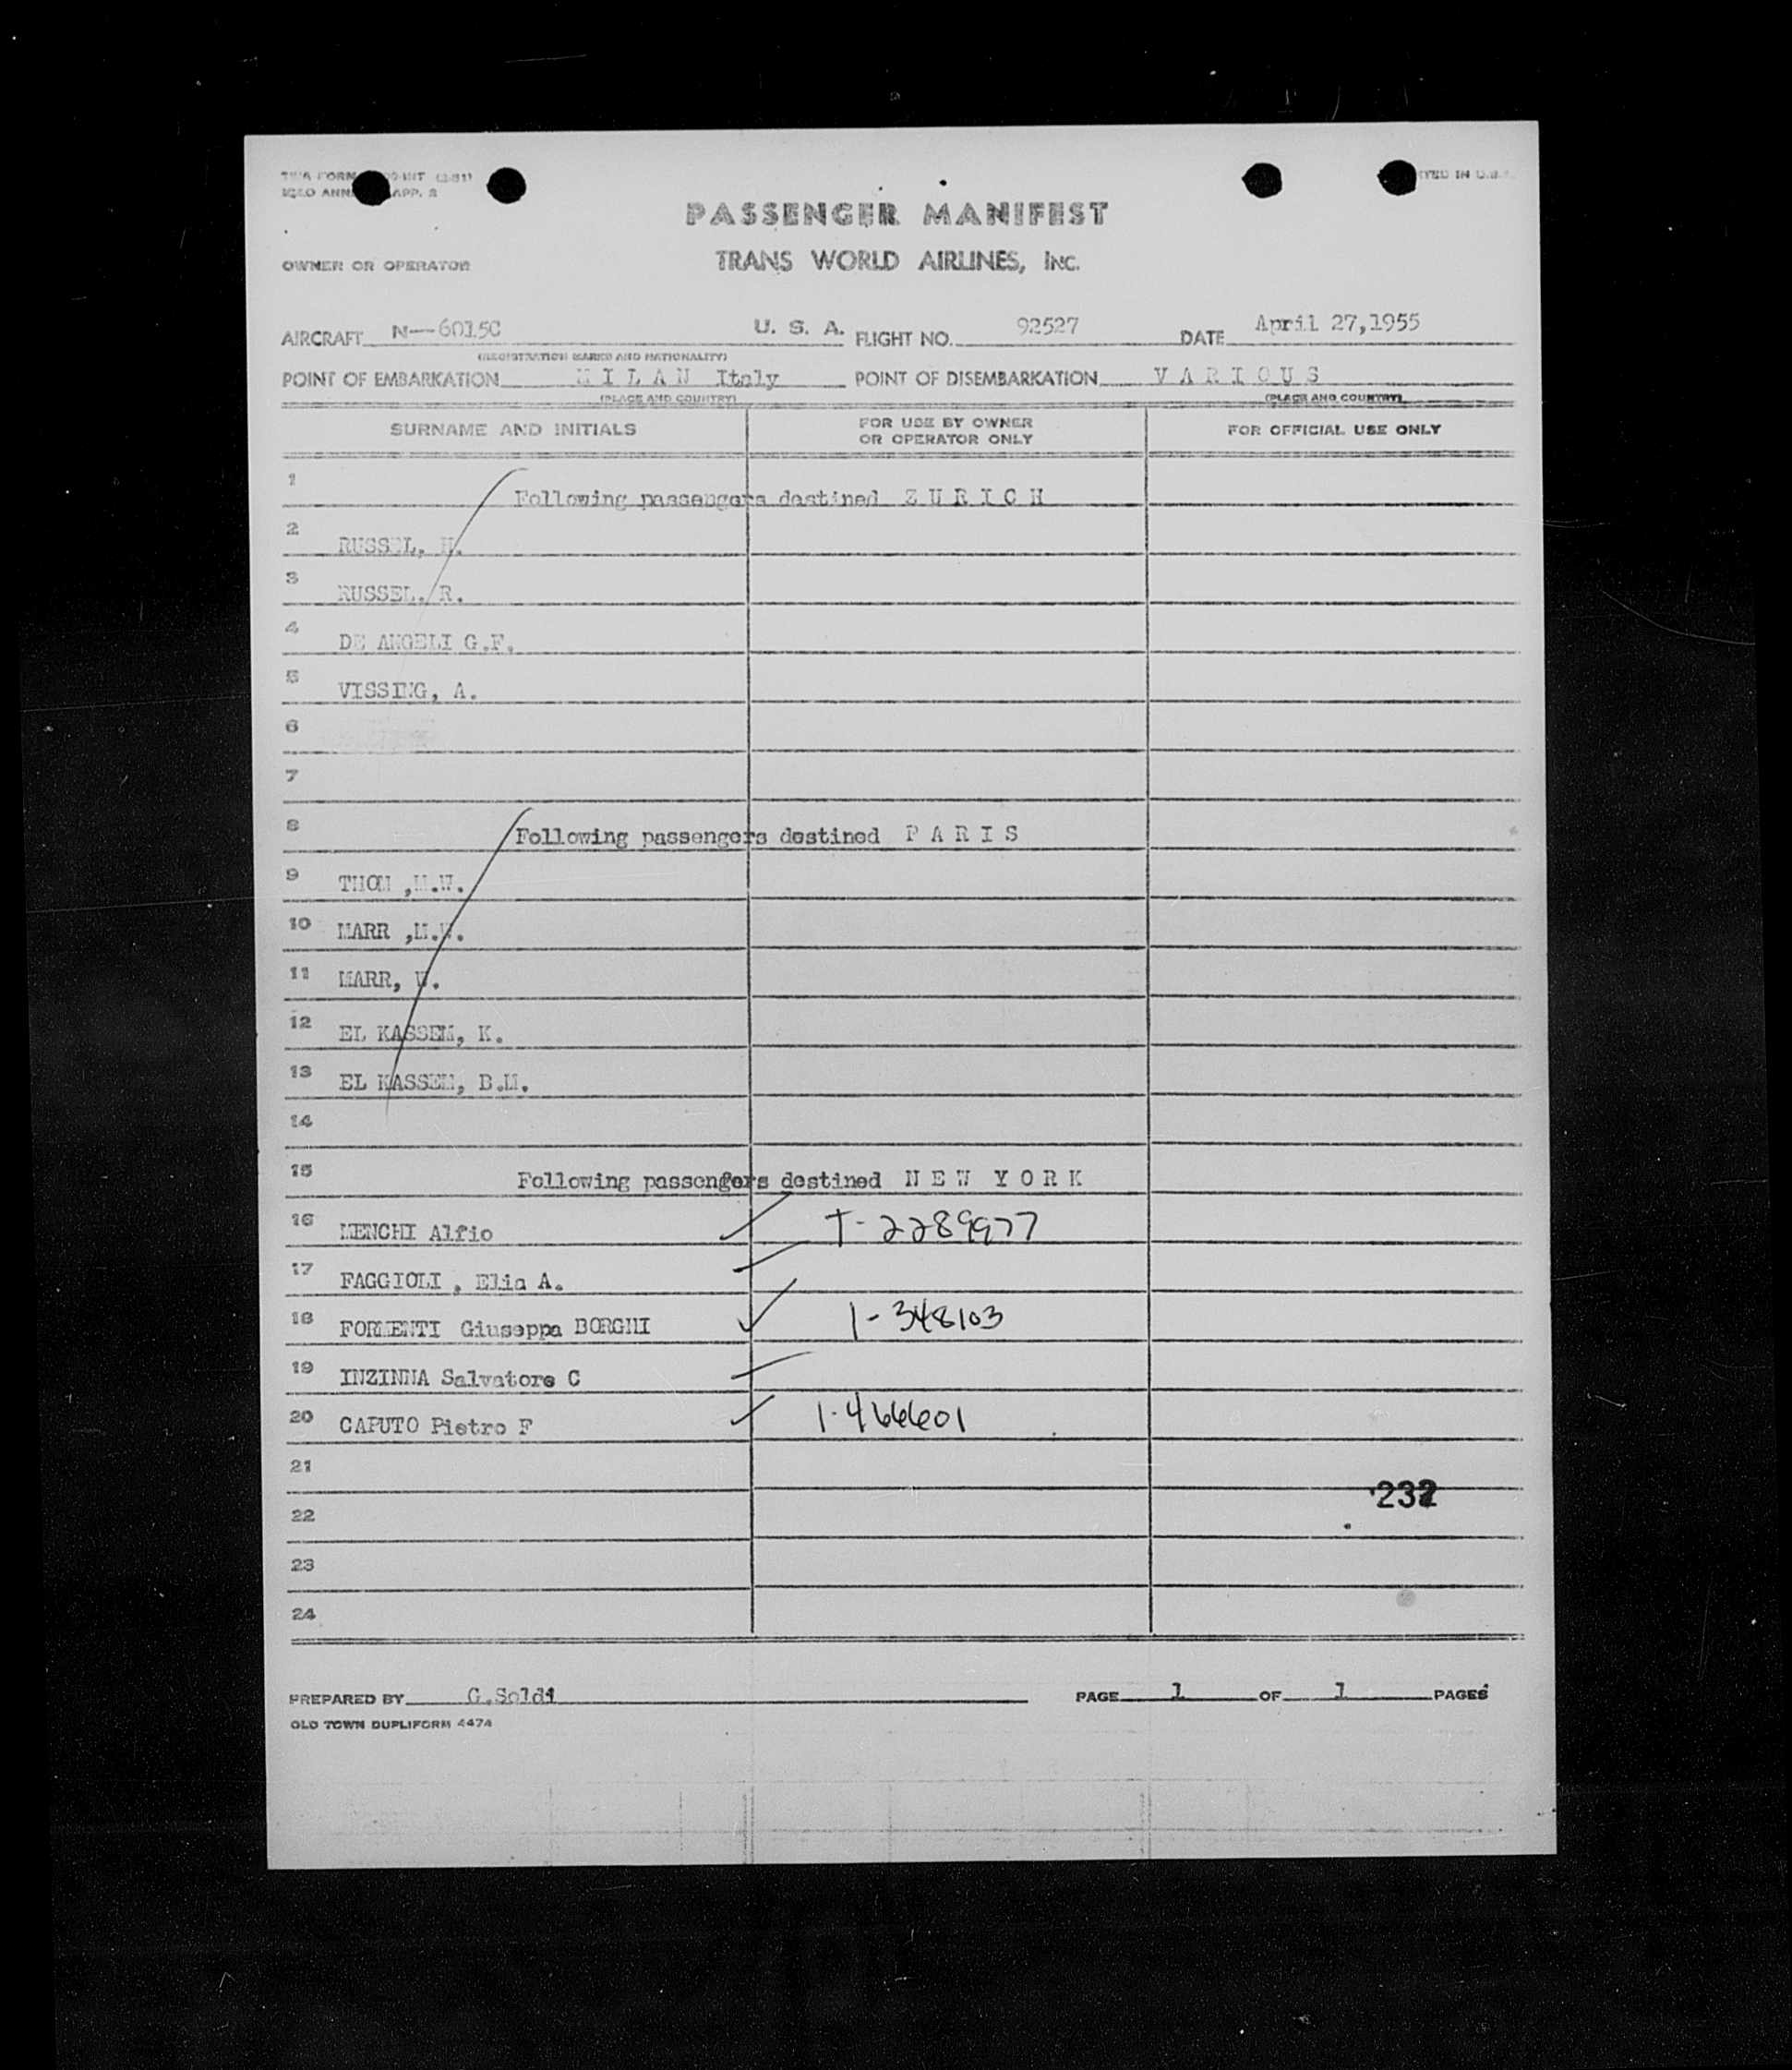 TWA FORM
ICAO ANN APP. 8
PASSENGER MANIFEST
OWNER OR OPERATOR TRANS WORLD AIRLINES, INC.
AIRCRAFT N--6015C U. S. A. FLIGHT NO. 92527 DATE April 27,1955
(REGISTRATION MARKS AND NATIONALITY)
POINT OF EMBARKATION M I L A N Italy POINT OF DISEMBARKATION V A R I O U S
(PLACE AND COUNTRY) (PLACE AND COUNTRY)
SURNAME AND INITIALS FOR USE BY OWNER OR OPERATOR ONLY FOR OFFICIAL USE ONLY
1 Following passengers destined Z U R I C H
2 RUSSEL, H.
3 RUSSEL, R.
4 DE ANGELI G.F.
5 VISSING, A.
6
7
8 Following passengers destined P A R I S
9 THOM ,M.W.
10 MARR ,M.W.
11 MARR, W.
12 EL KASSEM, K.
13 EL KASSEM, B.M.
14
15 Following passengers destined N E W Y O R K
16 MENCHI Alfio T-2289977
17 FAGGIOLI , Elia A.
18 FORMENTI Giuseppa BORGHI 1-348103
19 INZINNA Salvatore C
20 CAPUTO Pietro F 1-466601
21
232
22
23
24
PREPARED BY G.Soldi PAGE 1 OF 1 PAGES
OLD TOWN DUPLIFORM 4474